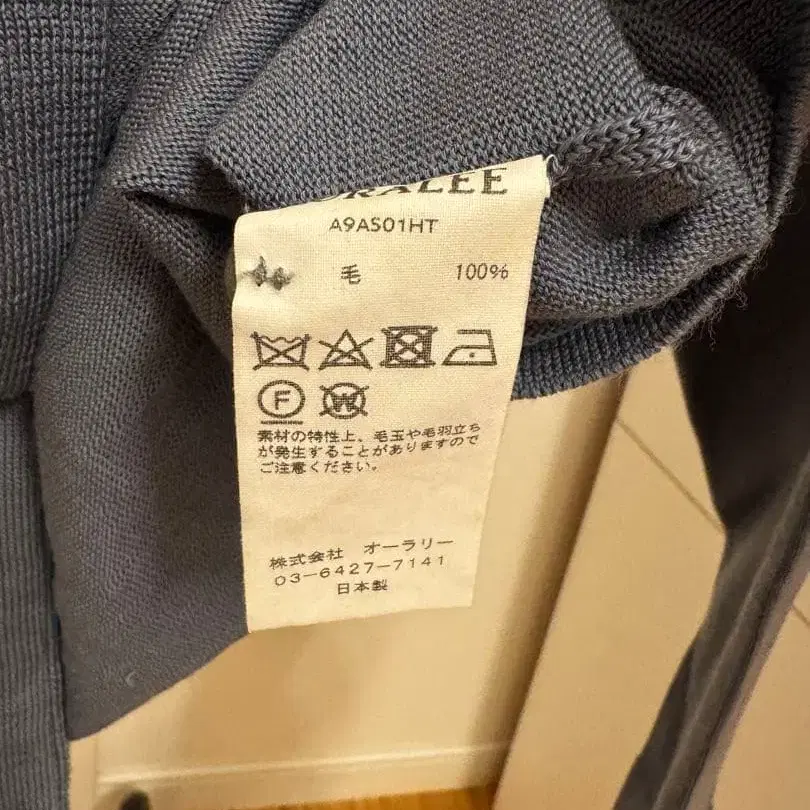 AURALEE
A9AS01HT
毛 100%
F W
素材の特性上、毛玉や毛羽立ち
が発生することがありますので
ご注意ください。
株式会社 オーラリー
03-6427-7141
日本製